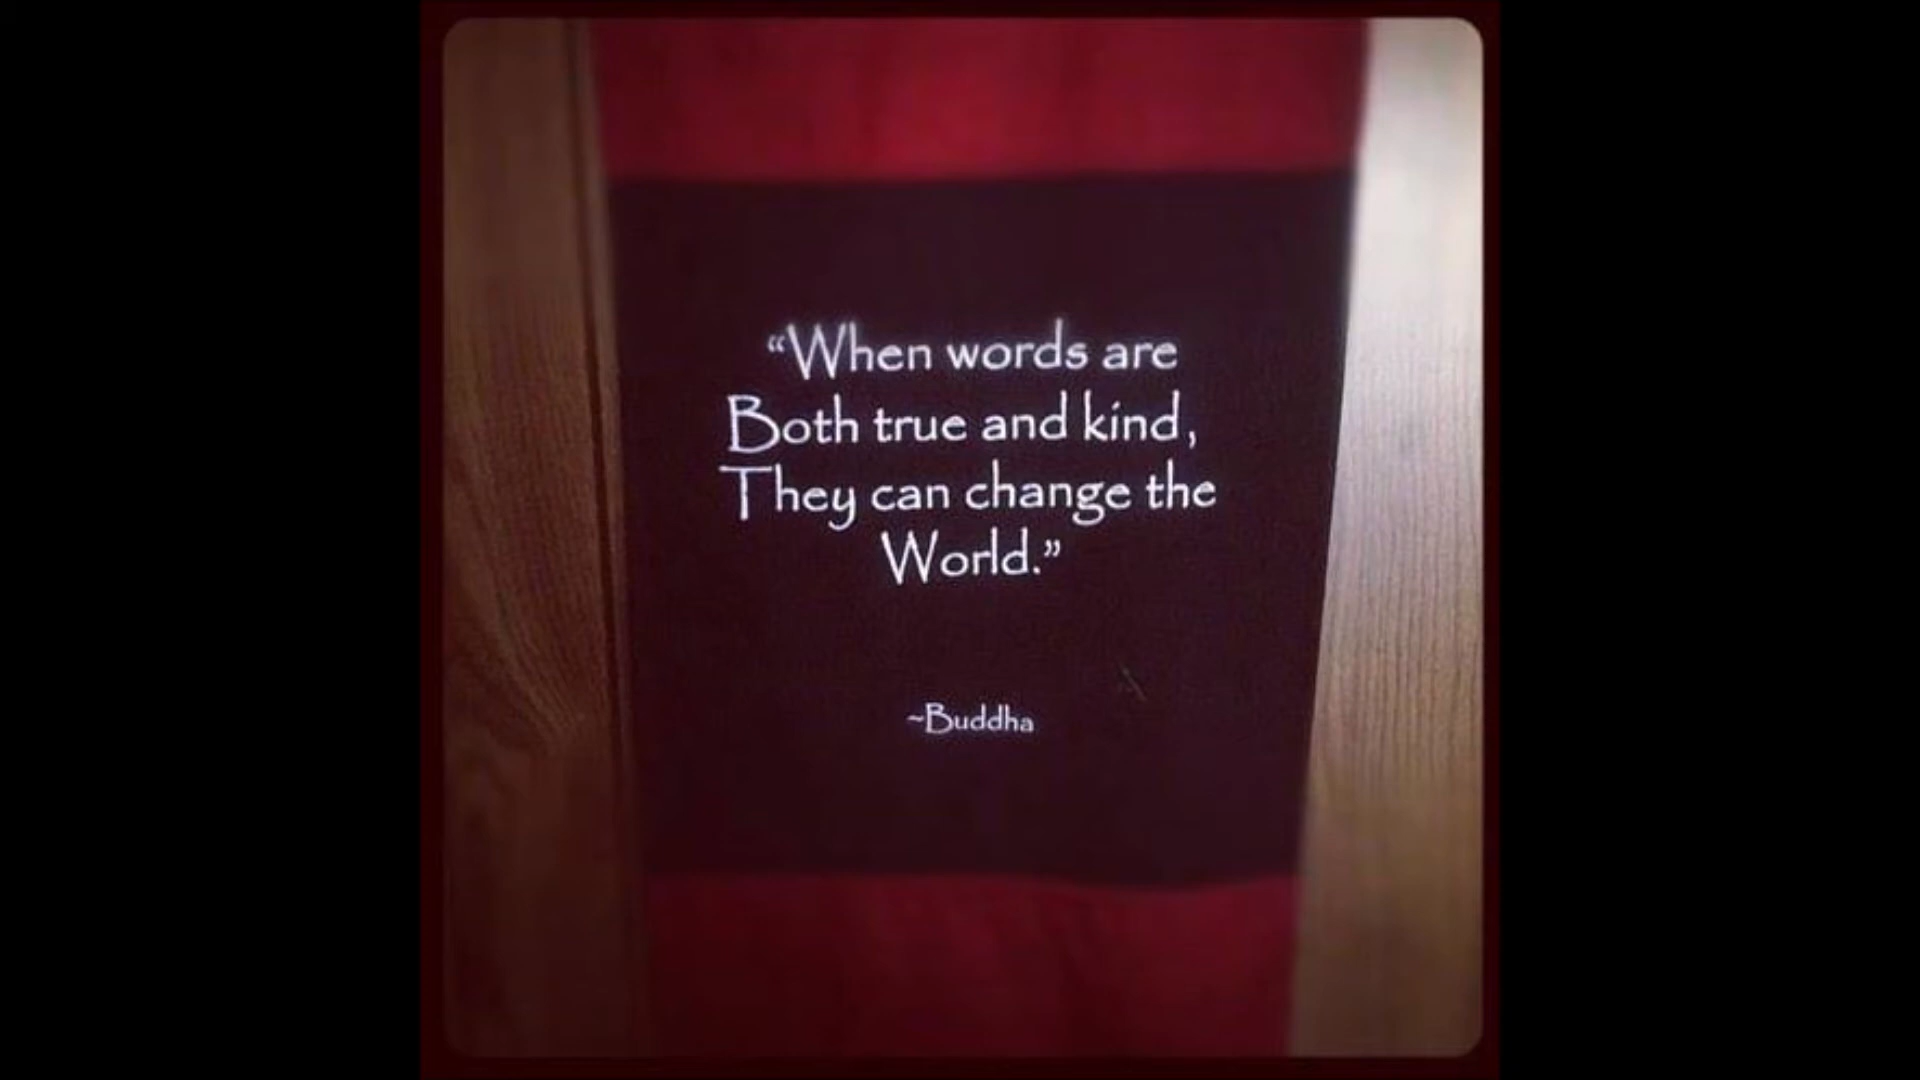 “When words are
Both true and kind,
They can change the
World.”
~Buddha